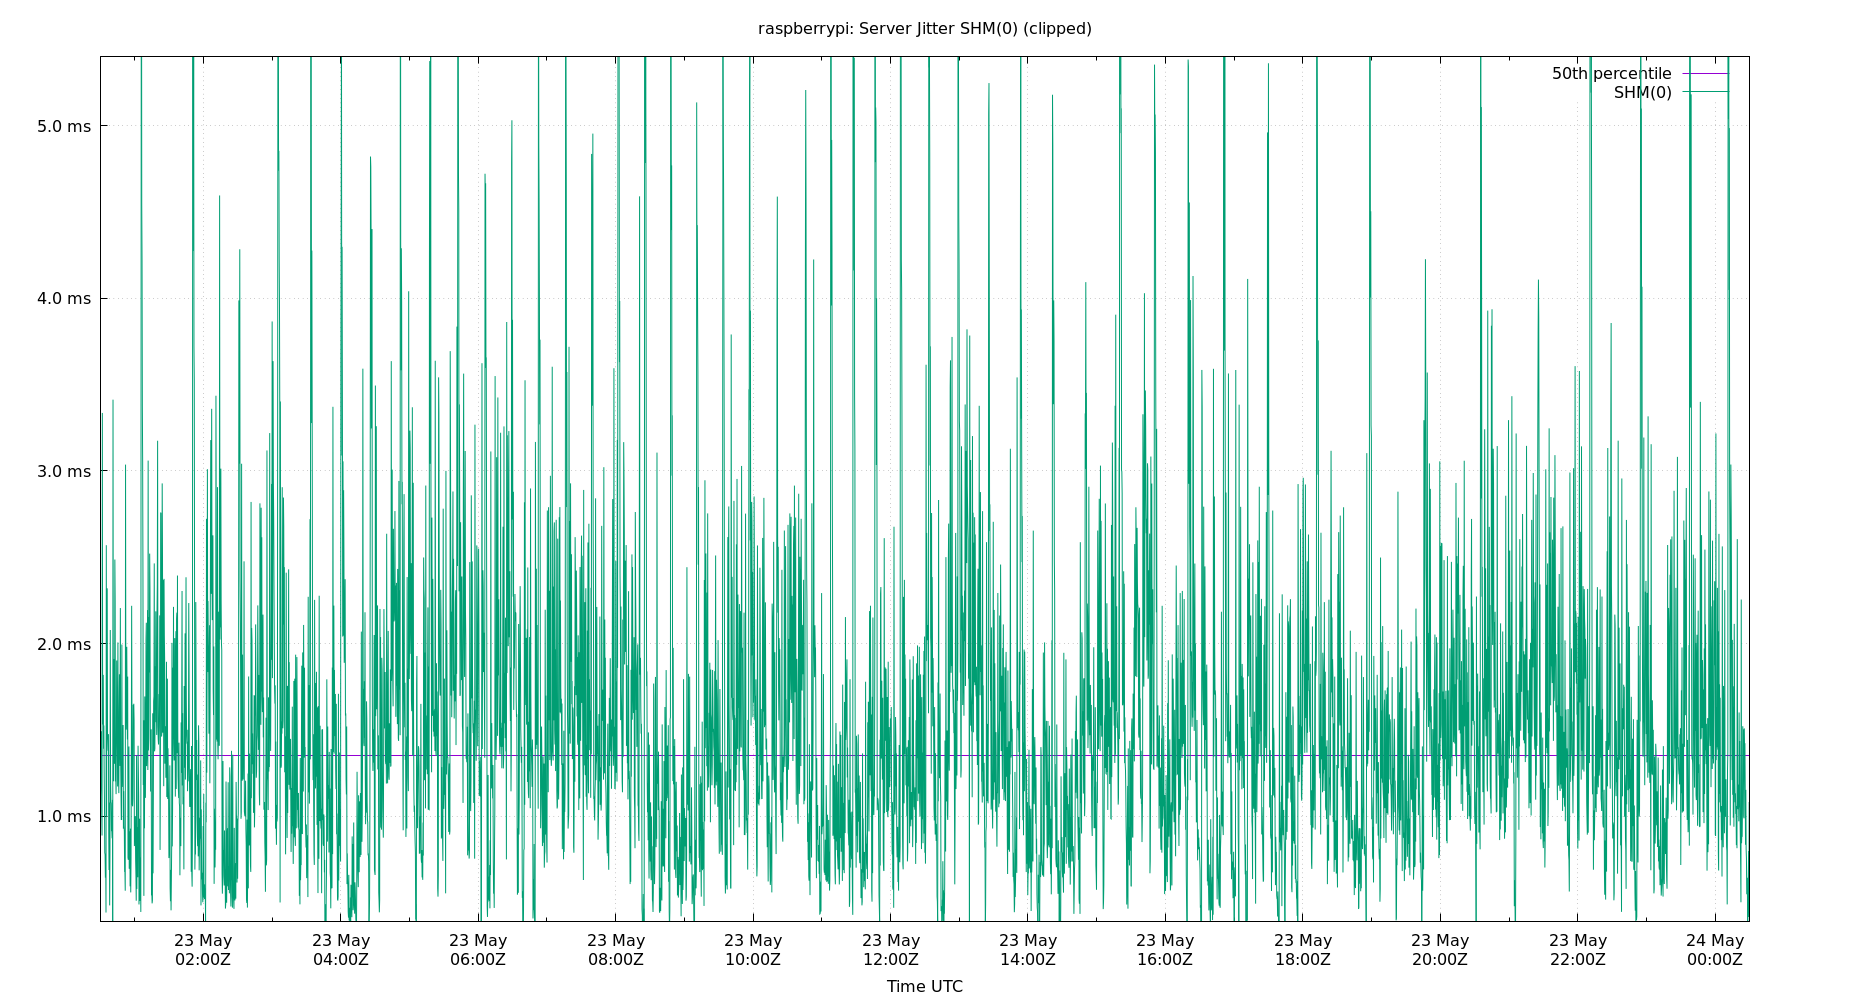 raspberrypi: Server Jitter SHM(0) (clipped)
50th percentile
SHM(0)
5.0 ms
4.0 ms
3.0 ms
2.0 ms
1.0 ms
23 May 23 May 23 May 23 May 23 May 23 May 23 May 23 May 23 May 23 May 23 May 24 May
02:00Z 04:00Z 06:00Z 08:00Z 10:00Z 12:00Z 14:00Z 16:00Z 18:00Z 20:00Z 22:00Z 00:00Z
Time UTC